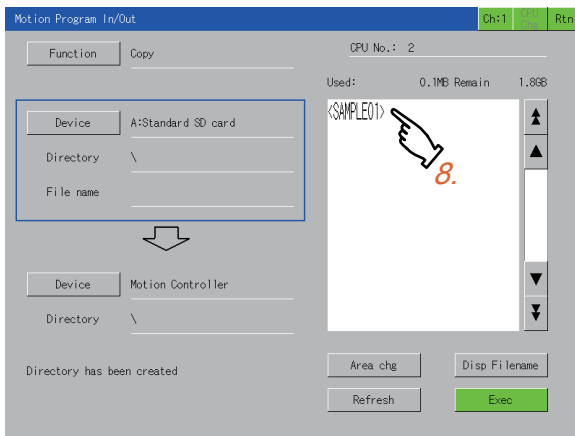 Motion Program In/Out Ch:1 CPU Chg Rtn
Function Copy
CPU No.: 2
Used: 0.1MB Remain 1.8GB
Device A:Standard SD card
Directory \
File name
<SAMPLE01>
8.
Device Motion Controller
Directory \
Directory has been created
Area chg Disp Filename
Refresh Exec